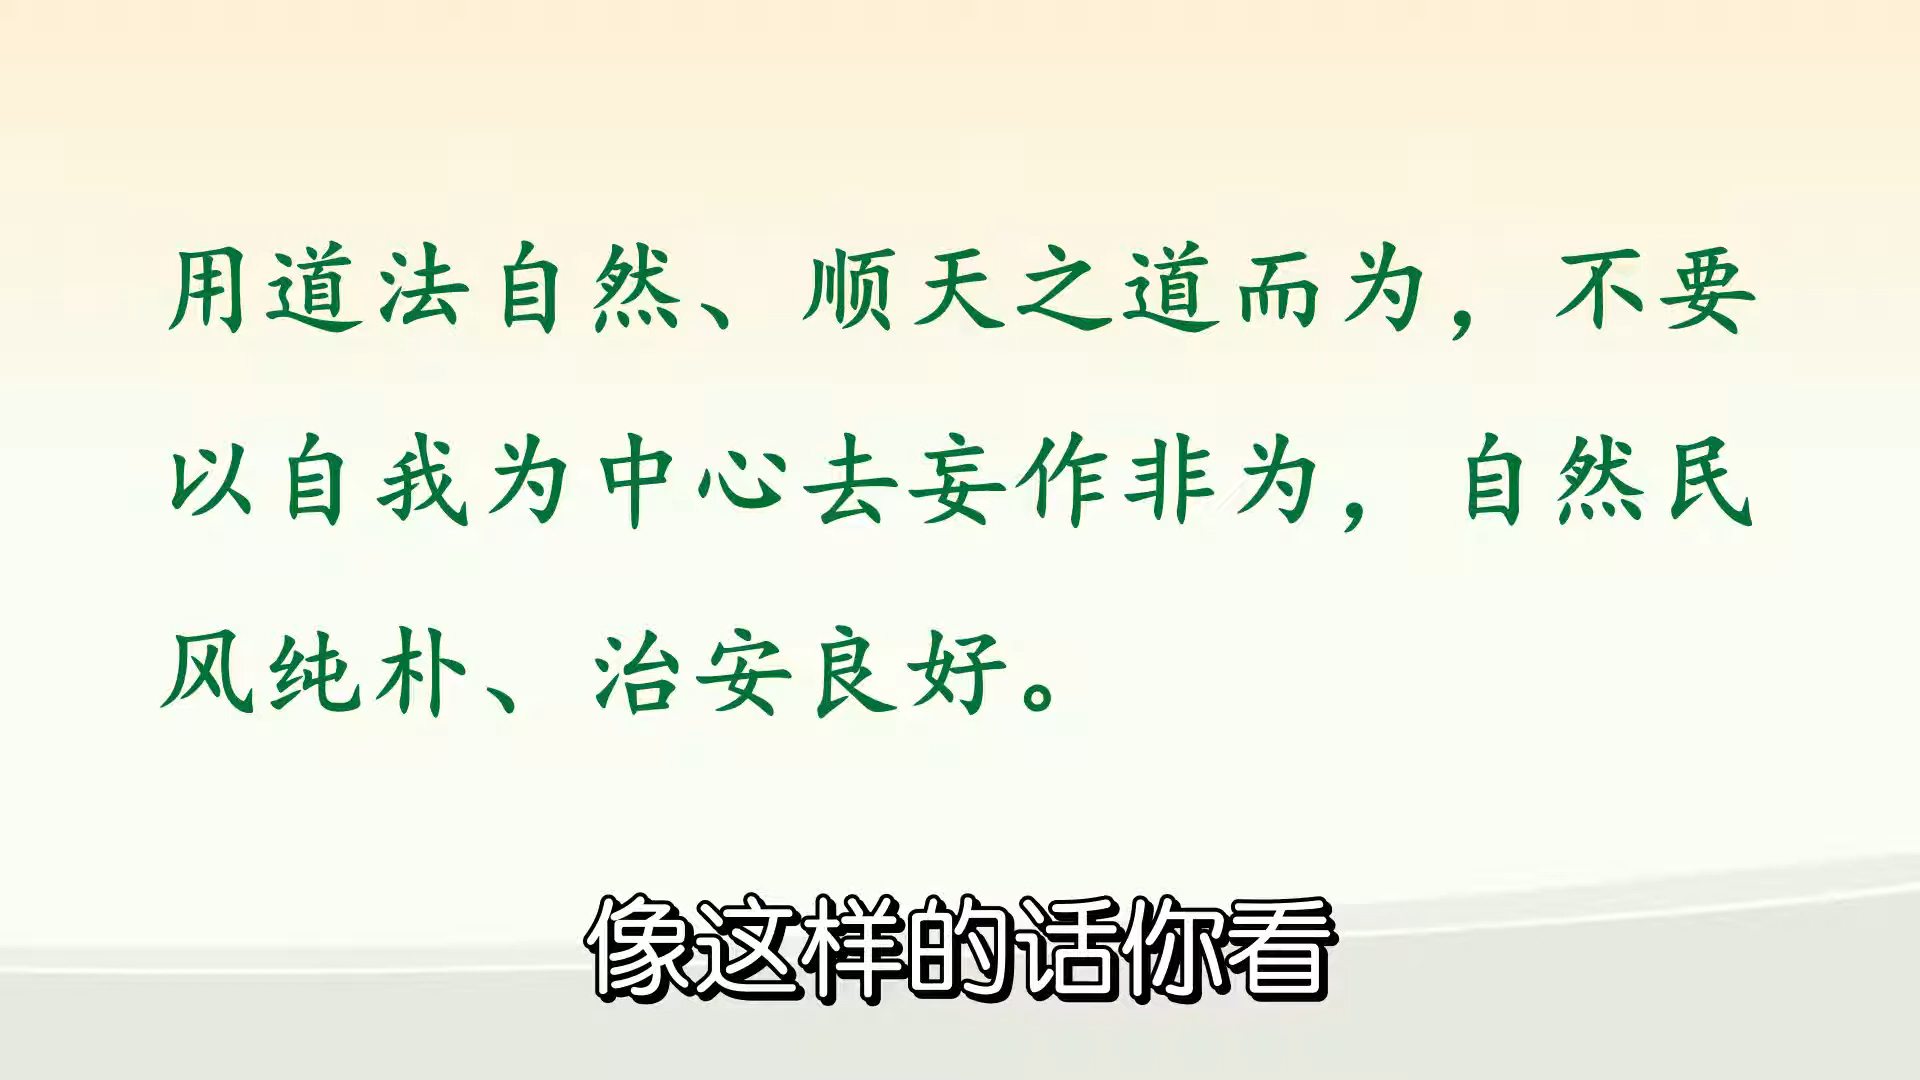 用道法自然、顺天之道而为，不要
以自我为中心去妄作非为，自然民
风纯朴、治安良好。
像这样的话你看